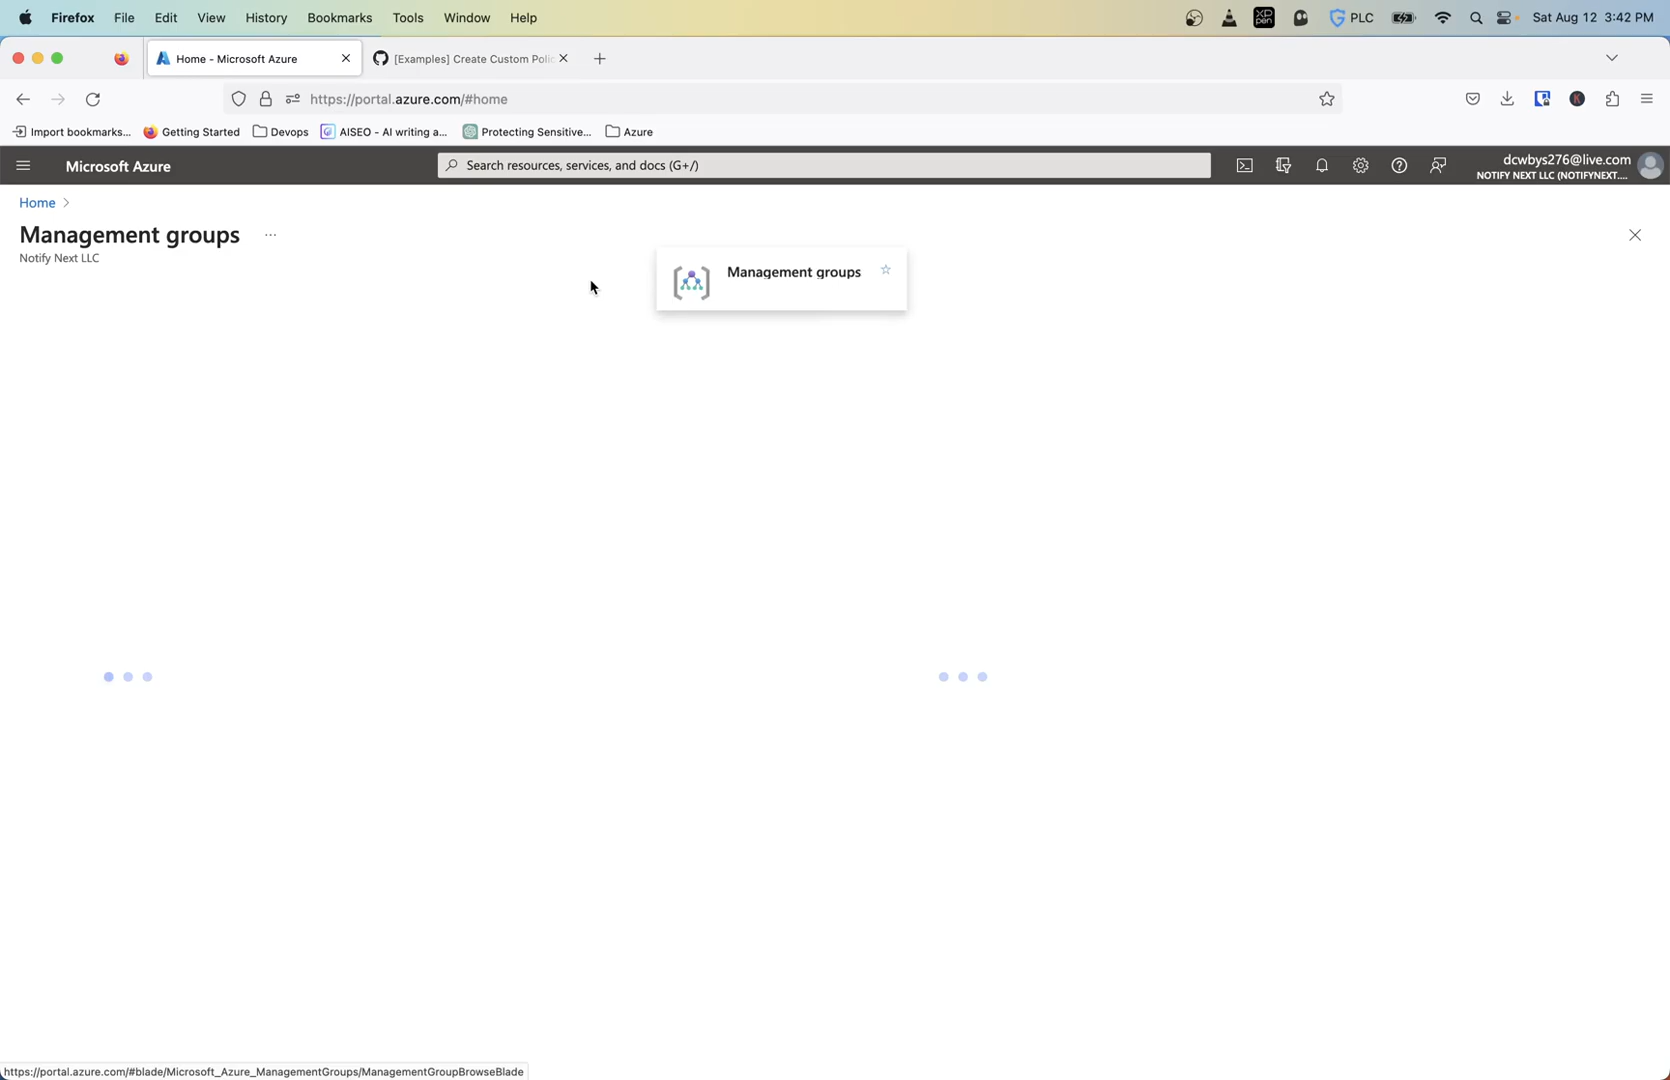 Firefox File Edit View History Bookmarks Tools Window Help
XP PEN
PLC
Sat Aug 12 3:42 PM
Home - Microsoft Azure
[Examples] Create Custom Polic
https://portal.azure.com/#home
Import bookmarks... Getting Started Devops AISEO - AI writing a... Protecting Sensitive... Azure
Microsoft Azure
Search resources, services, and docs (G+/)
dcwbys276@live.com
NOTIFY NEXT LLC (NOTIFYNEXT....
Home >
Management groups ...
Notify Next LLC
Management groups
https://portal.azure.com/#blade/Microsoft_Azure_ManagementGroups/ManagementGroupBrowseBlade